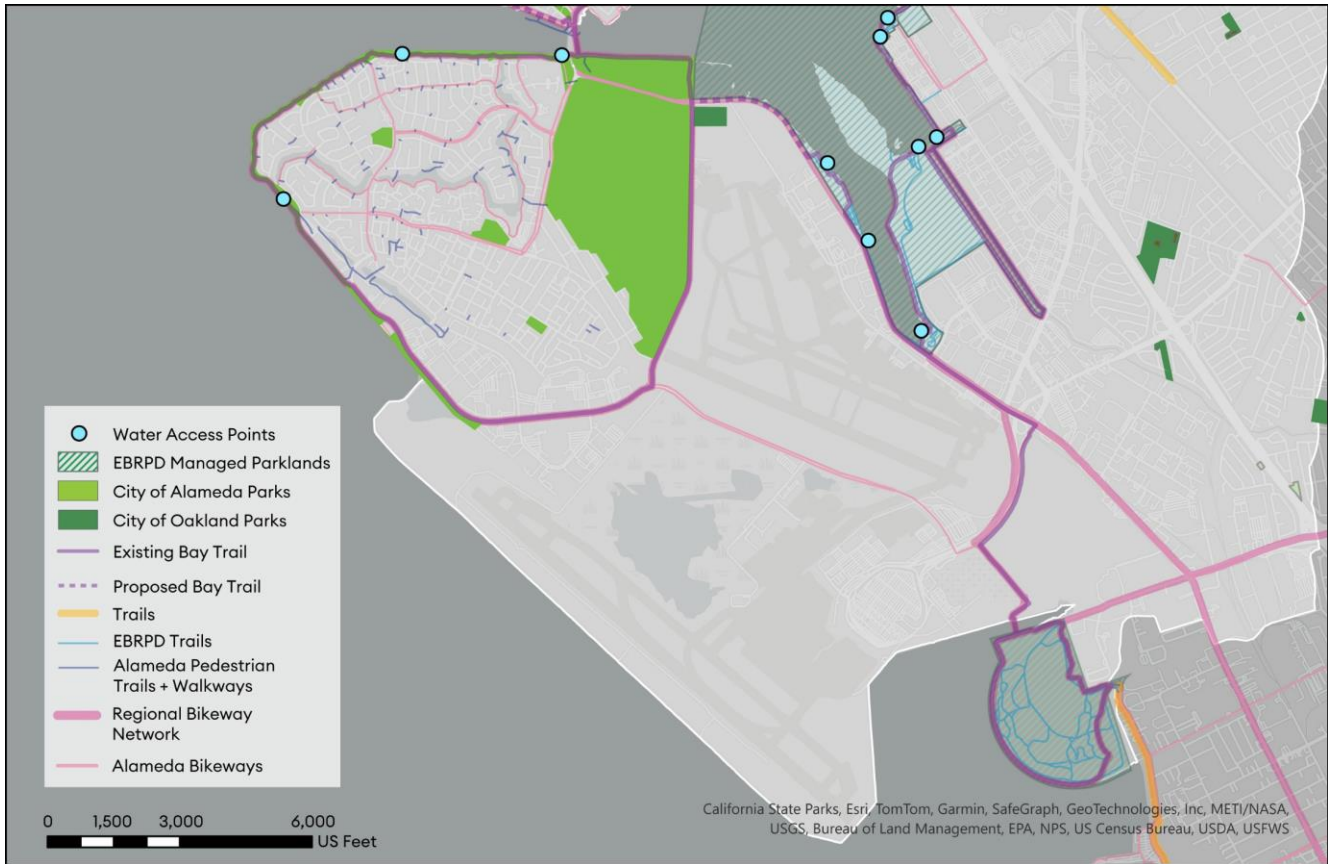 Water Access Points
EBRPD Managed Parklands
City of Alameda Parks
City of Oakland Parks
Existing Bay Trail
Proposed Bay Trail
Trails
EBRPD Trails
Alameda Pedestrian
Trails + Walkways
Regional Bikeway
Network
Alameda Bikeways
0 1,500 3,000 6,000
US Feet
California State Parks, Esri, TomTom, Garmin, SafeGraph, GeoTechnologies, Inc, METI/NASA,
USGS, Bureau of Land Management, EPA, NPS, US Census Bureau, USDA, USFWS